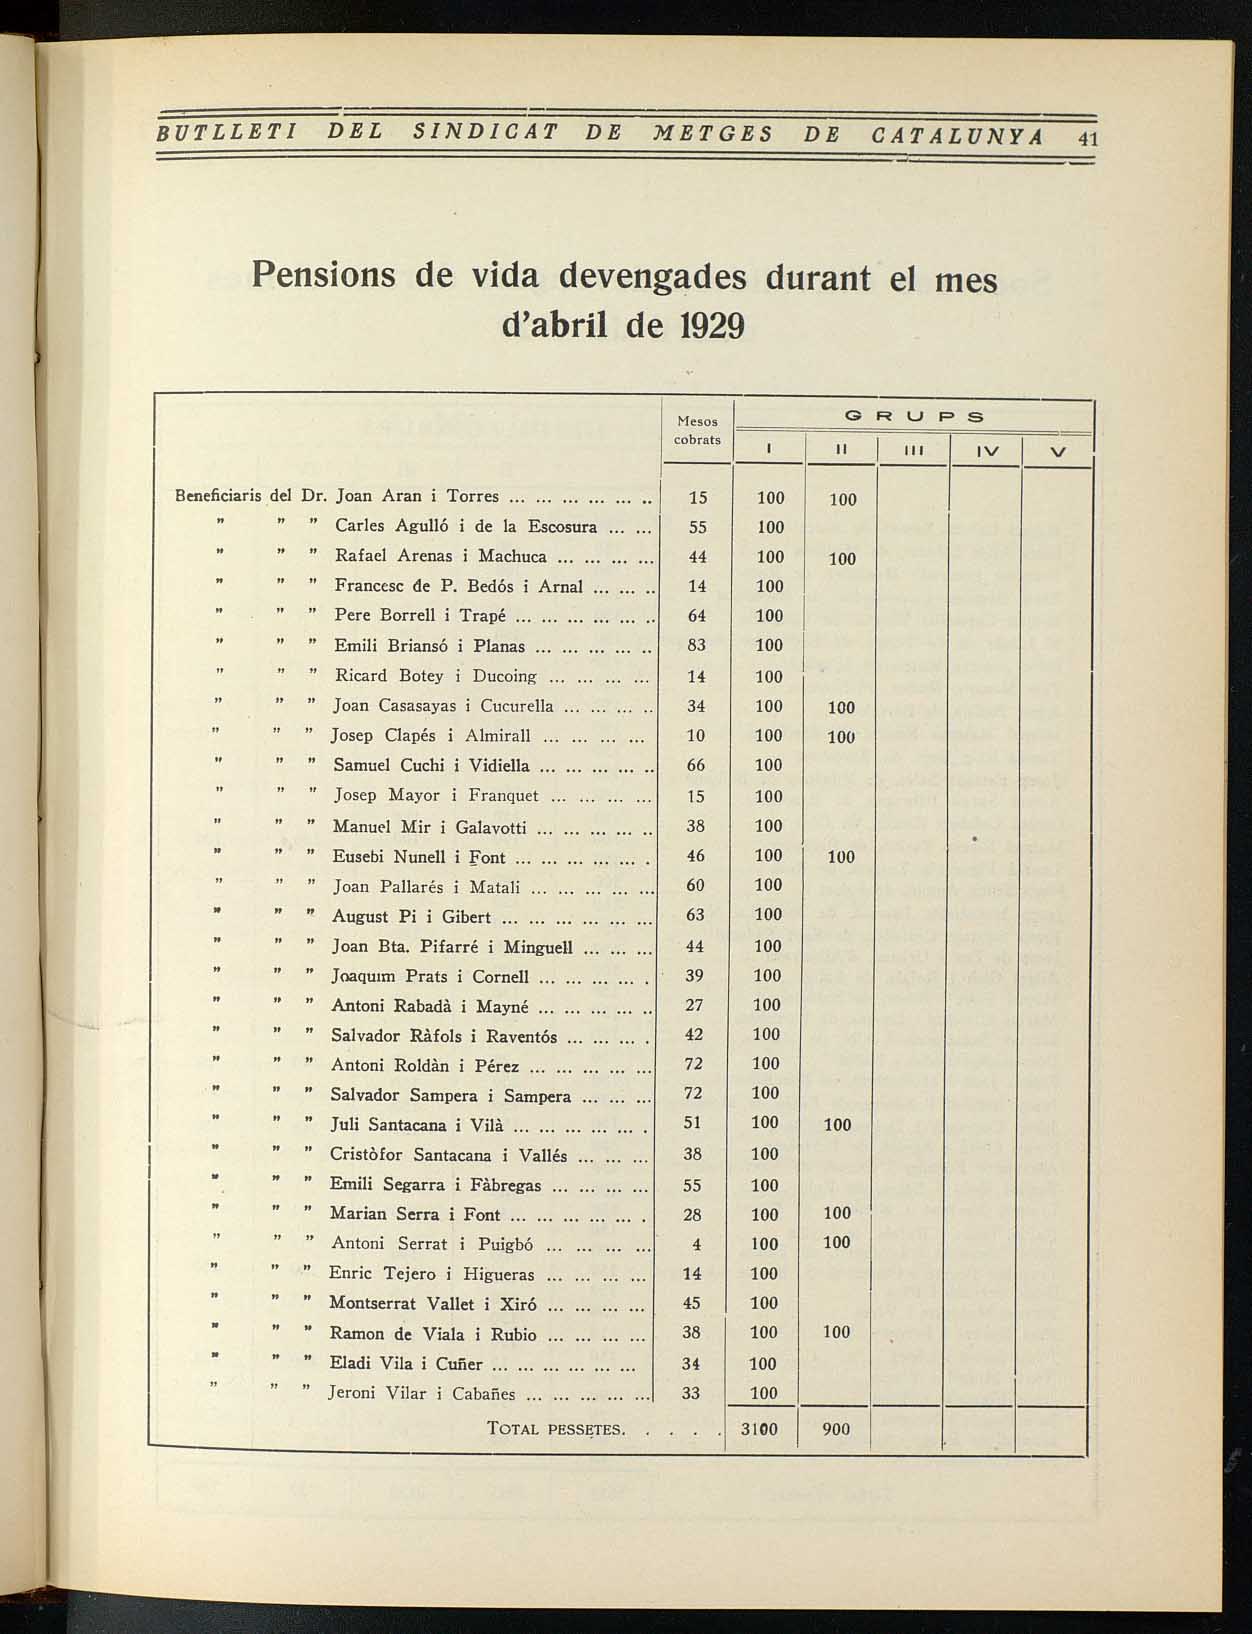 BUTLLETI DEL SINDICAT DE METGES DE CATALUNYA 41
Pensions de vida devengades durant el mes
d'abril de 1929
Mesos cobrats G R U P S
I II III IV V
Beneficiaris del Dr. Joan Aran i Torres ... ... ... ... ... .. 15 100 100
" " " Carles Agulló i de la Escosura ... ... 55 100
" " " Rafael Arenas i Machuca ... ... ... ... 44 100 100
" " " Francesc de P. Bedós i Arnal ... ... .. 14 100
" " " Pere Borrell i Trapé ... ... ... ... ... .. 64 100
" " " Emili Briansó i Planas ... ... ... ... .. 83 100
" " " Ricard Botey i Ducoing ... ... ... ... 14 100
" " " Joan Casasayas i Cucurella ... ... ... .. 34 100 100
" " " Josep Clapés i Almirall ... ... ... ... 10 100 100
" " " Samuel Cuchi i Vidiella ... ... ... ... .. 66 100
" " " Josep Mayor i Franquet ... ... ... ... 15 100
" " " Manuel Mir i Galavotti ... ... ... ... .. 38 100
" " " Eusebi Nunell i Font ... ... ... ... ... . 46 100 100
" " " Joan Pallarés i Matali ... ... ... ... ... 60 100
" " " August Pi i Gibert ... ... ... ... ... ... 63 100
" " " Joan Bta. Pifarré i Minguell ... ... ... 44 100
" " " Joaquim Prats i Cornell ... ... ... ... . 39 100
" " " Antoni Rabadà i Mayné ... ... ... ... .. 27 100
" " " Salvador Ràfols i Raventós ... ... ... . 42 100
" " " Antoni Roldàn i Pérez ... ... ... ... ... 72 100
" " " Salvador Sampera i Sampera ... ... ... 72 100
" " " Juli Santacana i Vilà ... ... ... ... ... . 51 100 100
" " " Cristòfor Santacana i Vallés ... ... ... 38 100
" " " Emili Segarra i Fàbregas ... ... ... ... 55 100
" " " Marian Serra i Font ... ... ... ... ... . 28 100 100
" " " Antoni Serrat i Puigbó ... ... ... ... 4 100 100
" " " Enric Tejero i Higueras ... ... ... ... 14 100
" " " Montserrat Vallet i Xiró ... ... ... ... 45 100
" " " Ramon de Viala i Rubio ... ... ... ... 38 100 100
" " " Eladi Vila i Cuñer ... ... ... ... ... ... 34 100
" " " Jeroni Vilar i Cabañes ... ... ... ... ... 33 100
TOTAL PESSETES. . . . . 3100 900